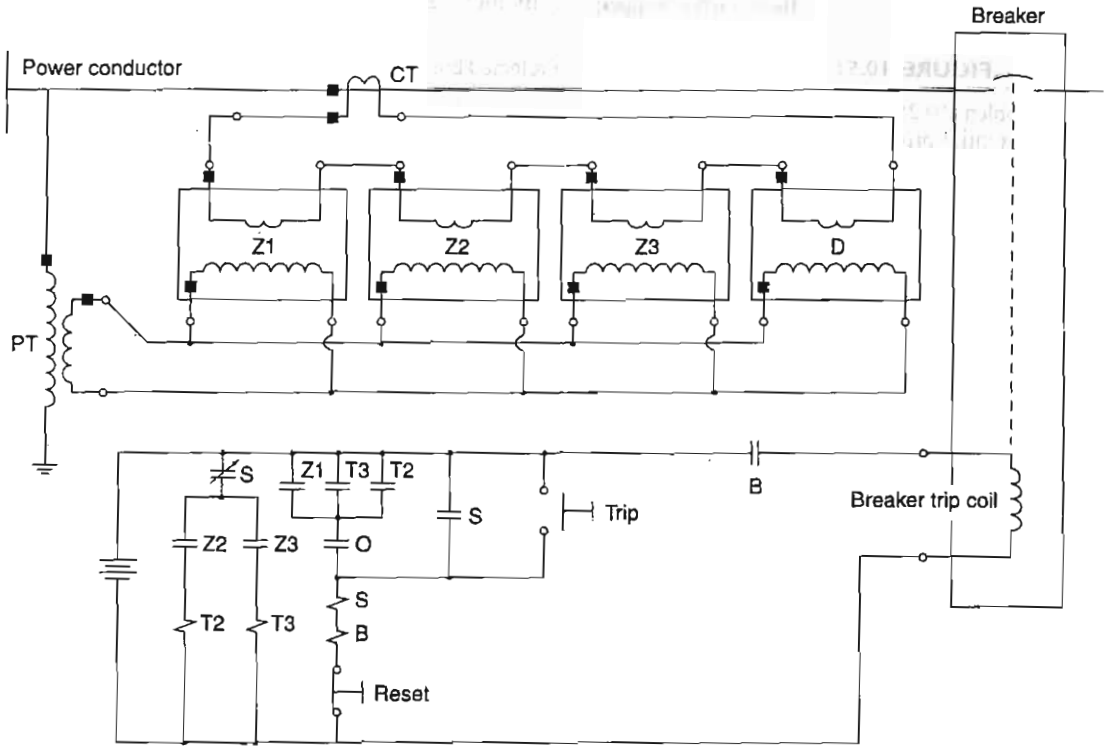 Breaker
Power conductor
CT
Z1 Z2 Z3 D
PT
S Z1 T3 T2
B
S Trip
Breaker trip coil
Z2 Z3 O
S
T2 T3 B
Reset